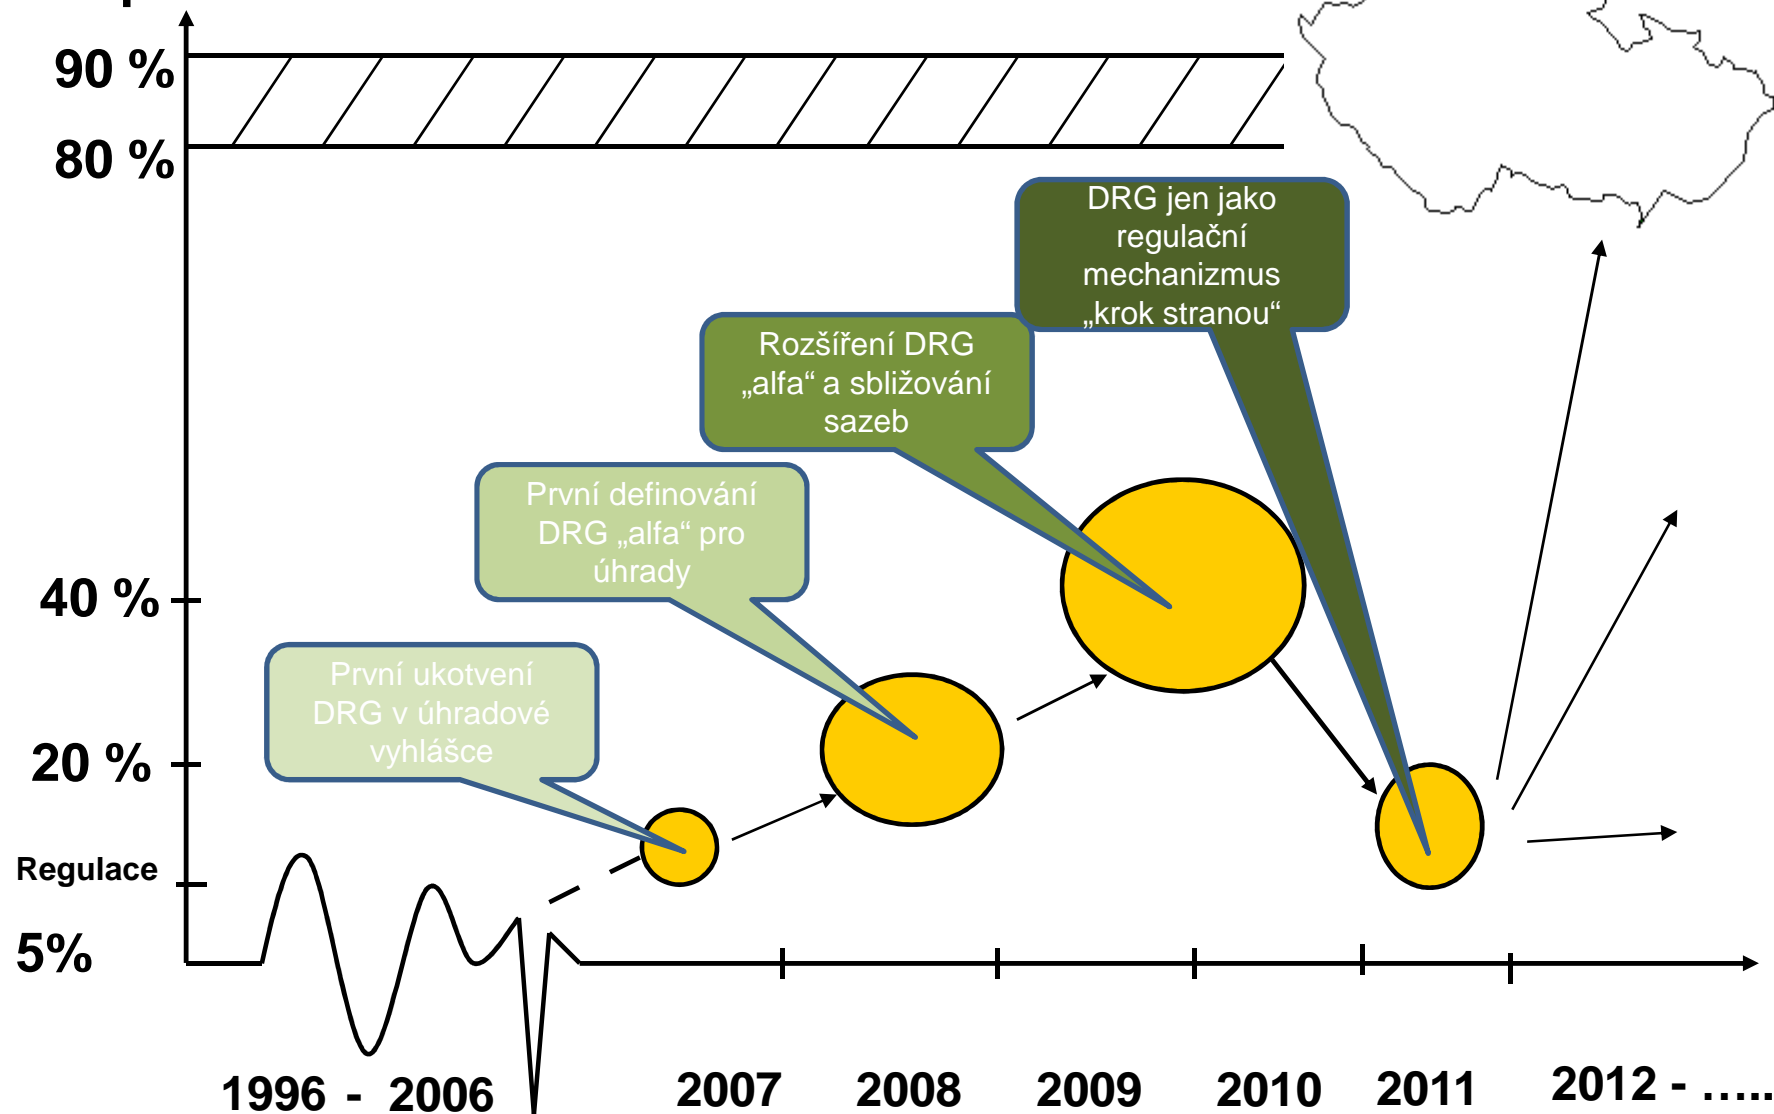 90 %
80 %
DRG jen jako
regulační
mechanizmus
„krok stranou“
Rozšíření DRG
„alfa“ a sbližování
sazeb
První definování
DRG „alfa“ pro
úhrady
40 %
První ukotvení
DRG v úhradové
vyhlášce
20 %
Regulace
5%
1996 - 2006 2007 2008 2009 2010 2011 2012 - …..